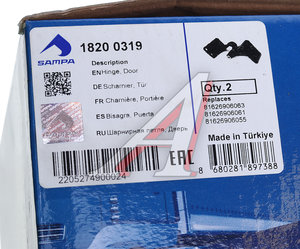 SAMPA
1820 0319
Description
EN Hinge, Door
DE Scharnier, Tür
FR Charnière, Portière
ES Bisagra, Puerta
RU Шарнирная петля, Дверь
Qty.2
Replaces
81626906063
81626906061
81626906055
Made in Türkiye
EAC
2205274900024
8 680281 897388